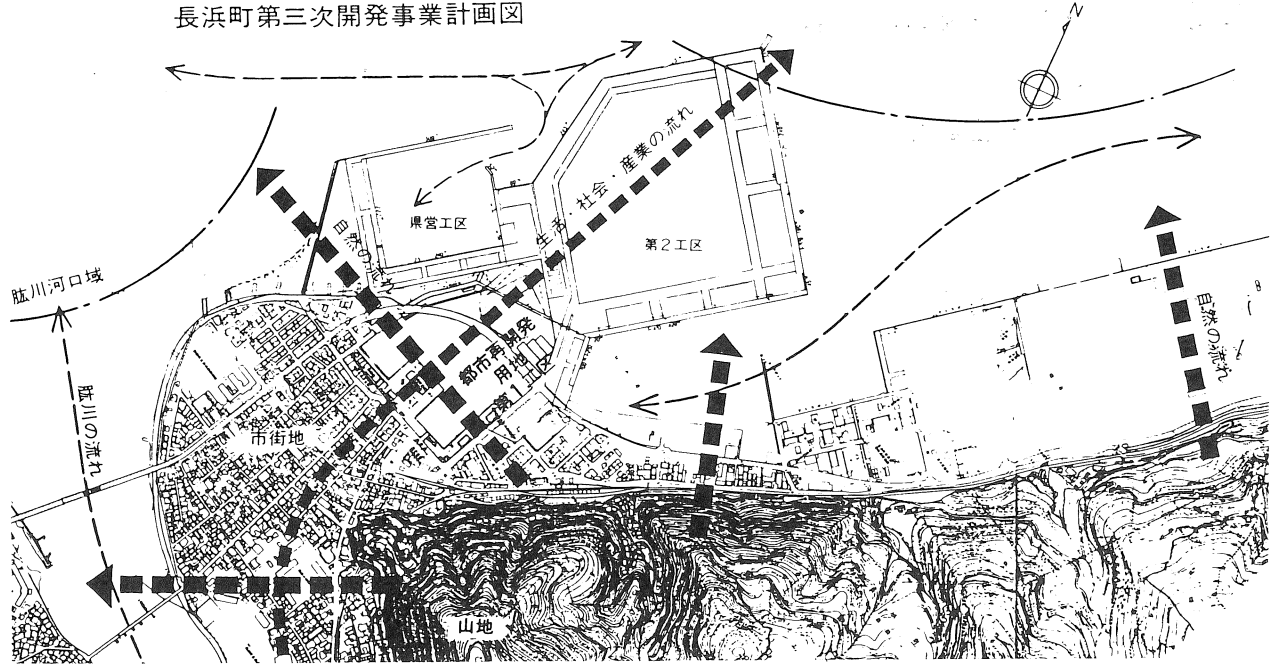 長浜町第三次開発事業計画図
N
生活・社会・産業の流れ
県営工区
第2工区
自然の流れ
肱川河口域
自然の流れ
都市再開発
用地
第1工区
肱川の流れ
市街地
山地